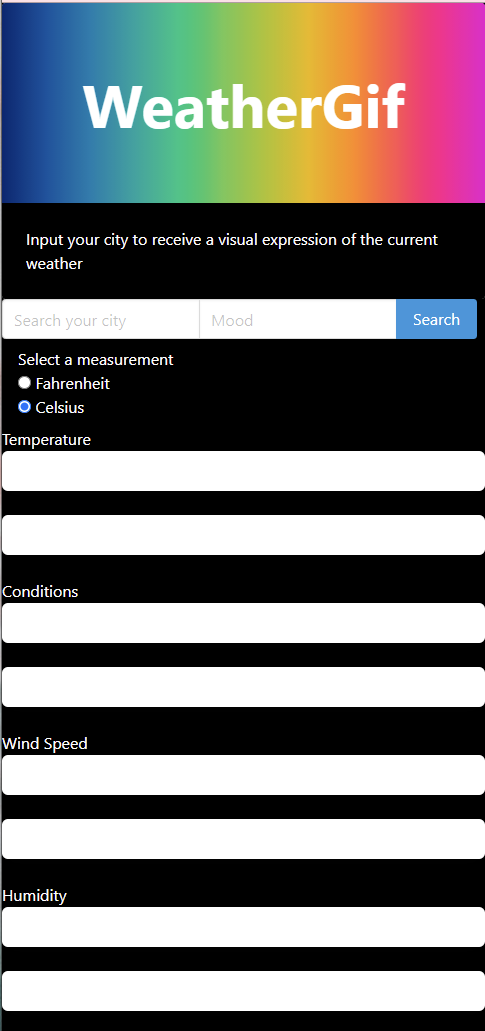 WeatherGif
Input your city to receive a visual expression of the current
weather
Search your city
Mood
Search
Select a measurement
Fahrenheit
Celsius
Temperature
Conditions
Wind Speed
Humidity